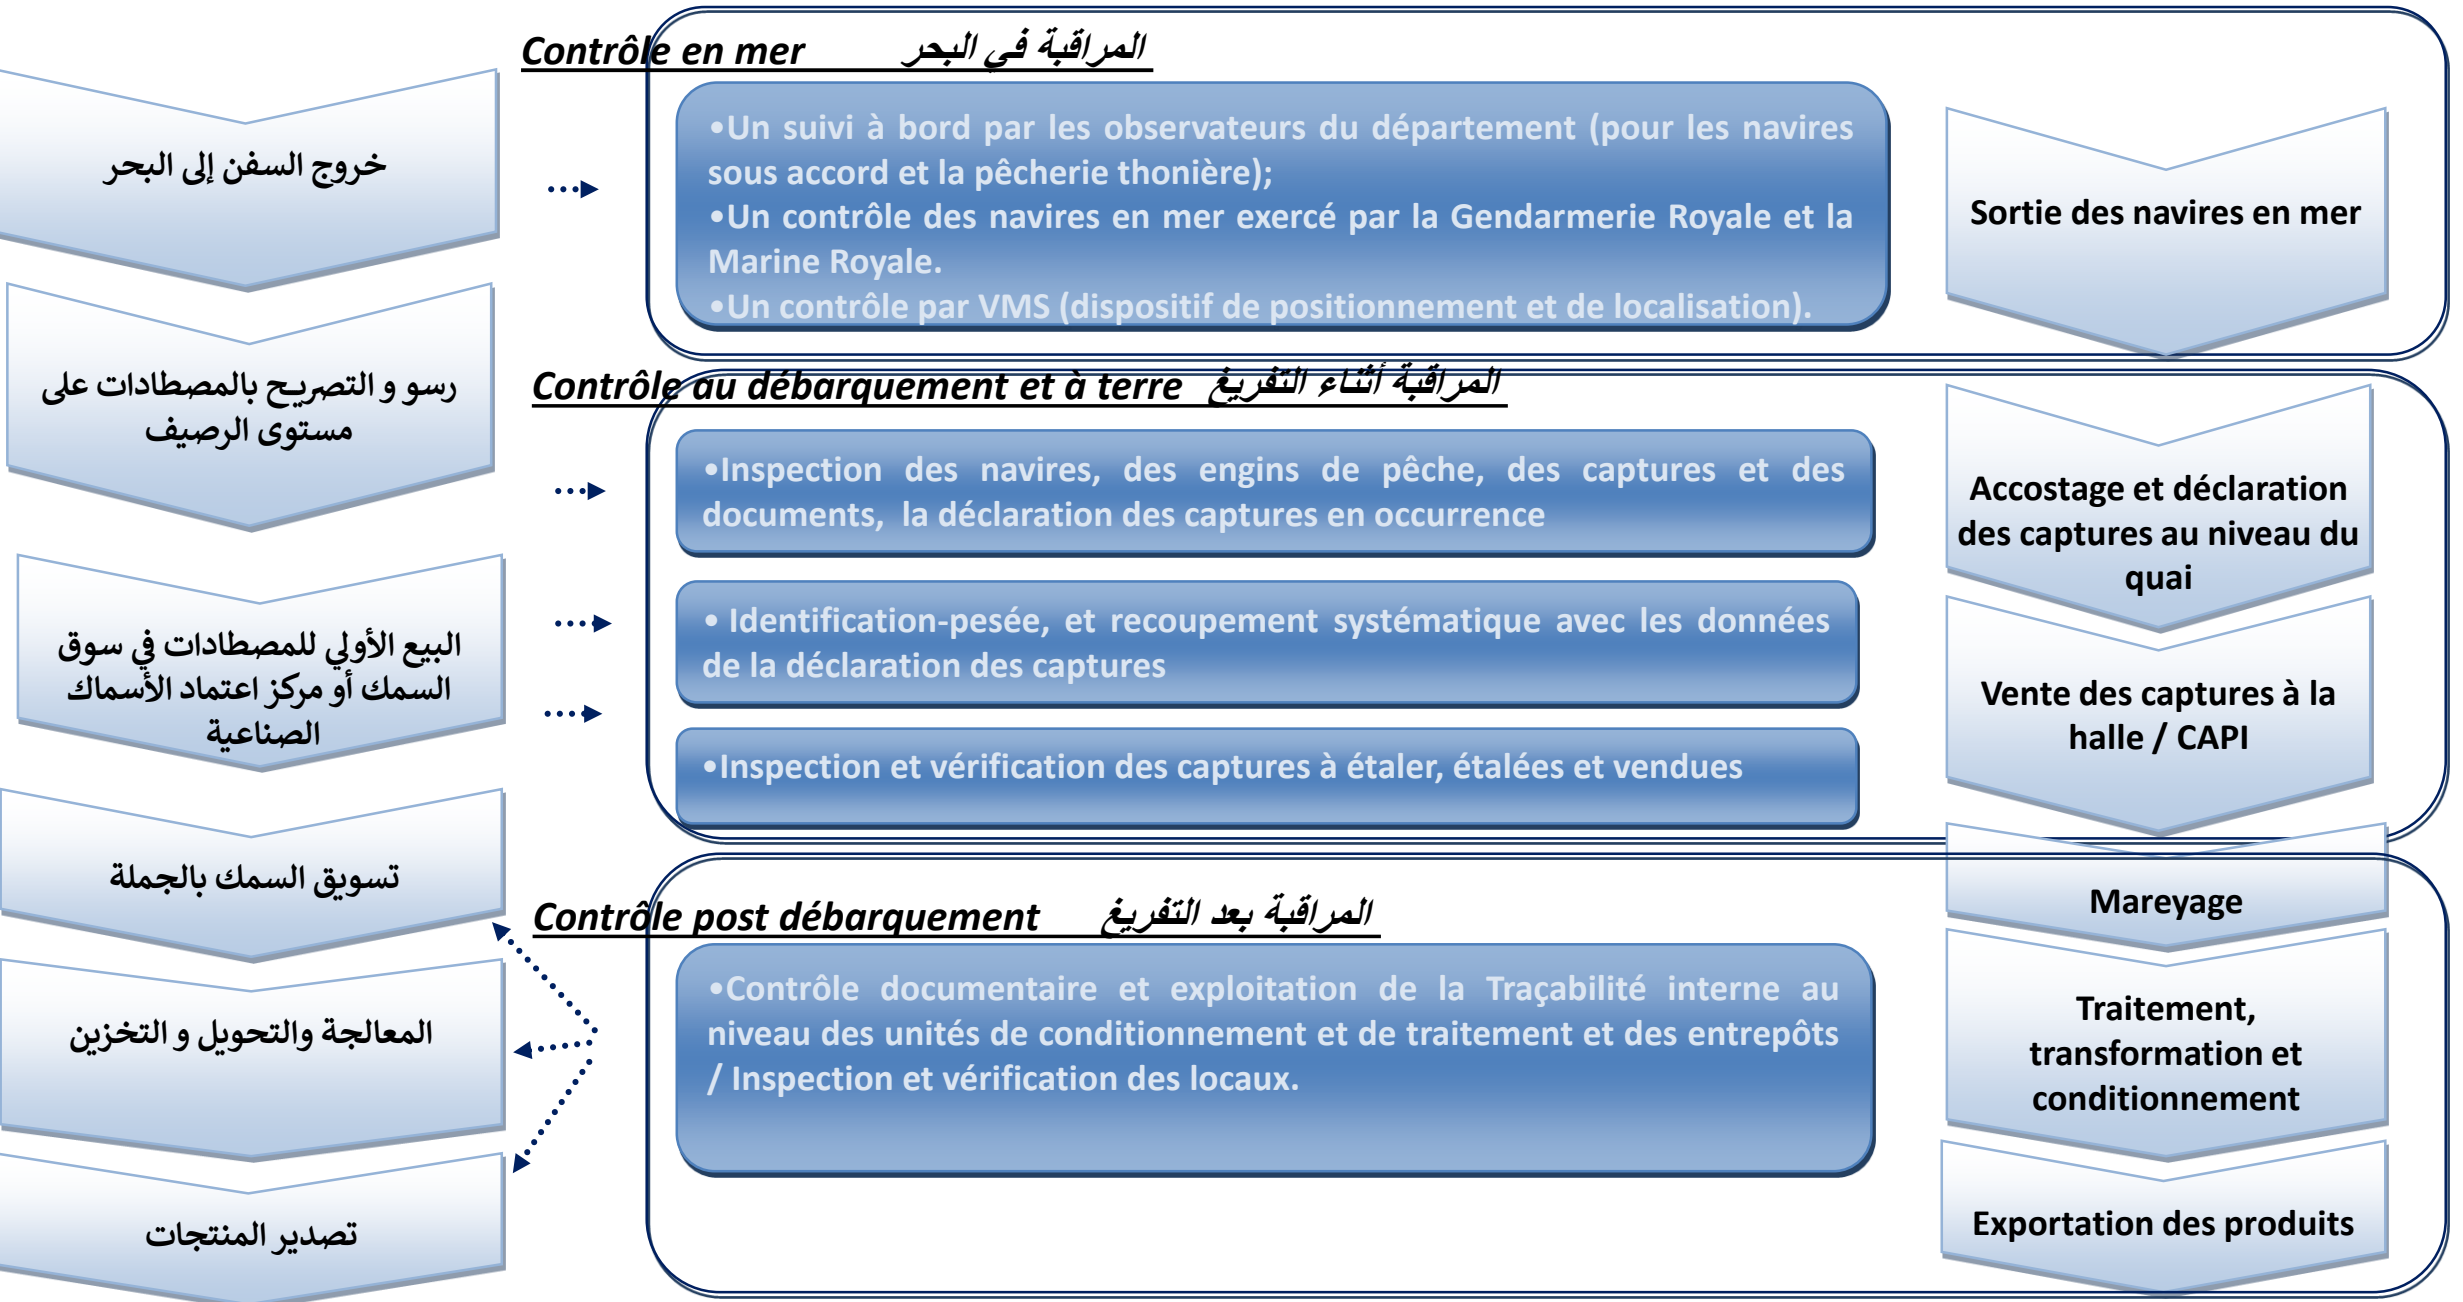 Contrôle en mer المراقبة في البحر
خروج السفن إلى البحر
•Un suivi à bord par les observateurs du département (pour les navires
sous accord et la pêcherie thonière);
•Un contrôle des navires en mer exercé par la Gendarmerie Royale et la
Marine Royale.
•Un contrôle par VMS (dispositif de positionnement et de localisation).
Sortie des navires en mer
Contrôle au débarquement et à terre المراقبة أثناء التفريغ
رسو و التصريح بالمصطادات على
مستوى الرصيف
•Inspection des navires, des engins de pêche, des captures et des
documents, la déclaration des captures en occurrence
Accostage et déclaration
des captures au niveau du
quai
البيع الأولي للمصطادات في سوق
السمك أو مركز اعتماد الأسماك
الصناعية
• Identification-pesée, et recoupement systématique avec les données
de la déclaration des captures
•Inspection et vérification des captures à étaler, étalées et vendues
Vente des captures à la
halle / CAPI
Contrôle post débarquement المراقبة بعد التفريغ
تسويق السمك بالجملة
Mareyage
المعالجة والتحويل و التخزين
•Contrôle documentaire et exploitation de la Traçabilité interne au
niveau des unités de conditionnement et de traitement et des entrepôts
/ Inspection et vérification des locaux.
Traitement,
transformation et
conditionnement
تصدير المنتجات
Exportation des produits